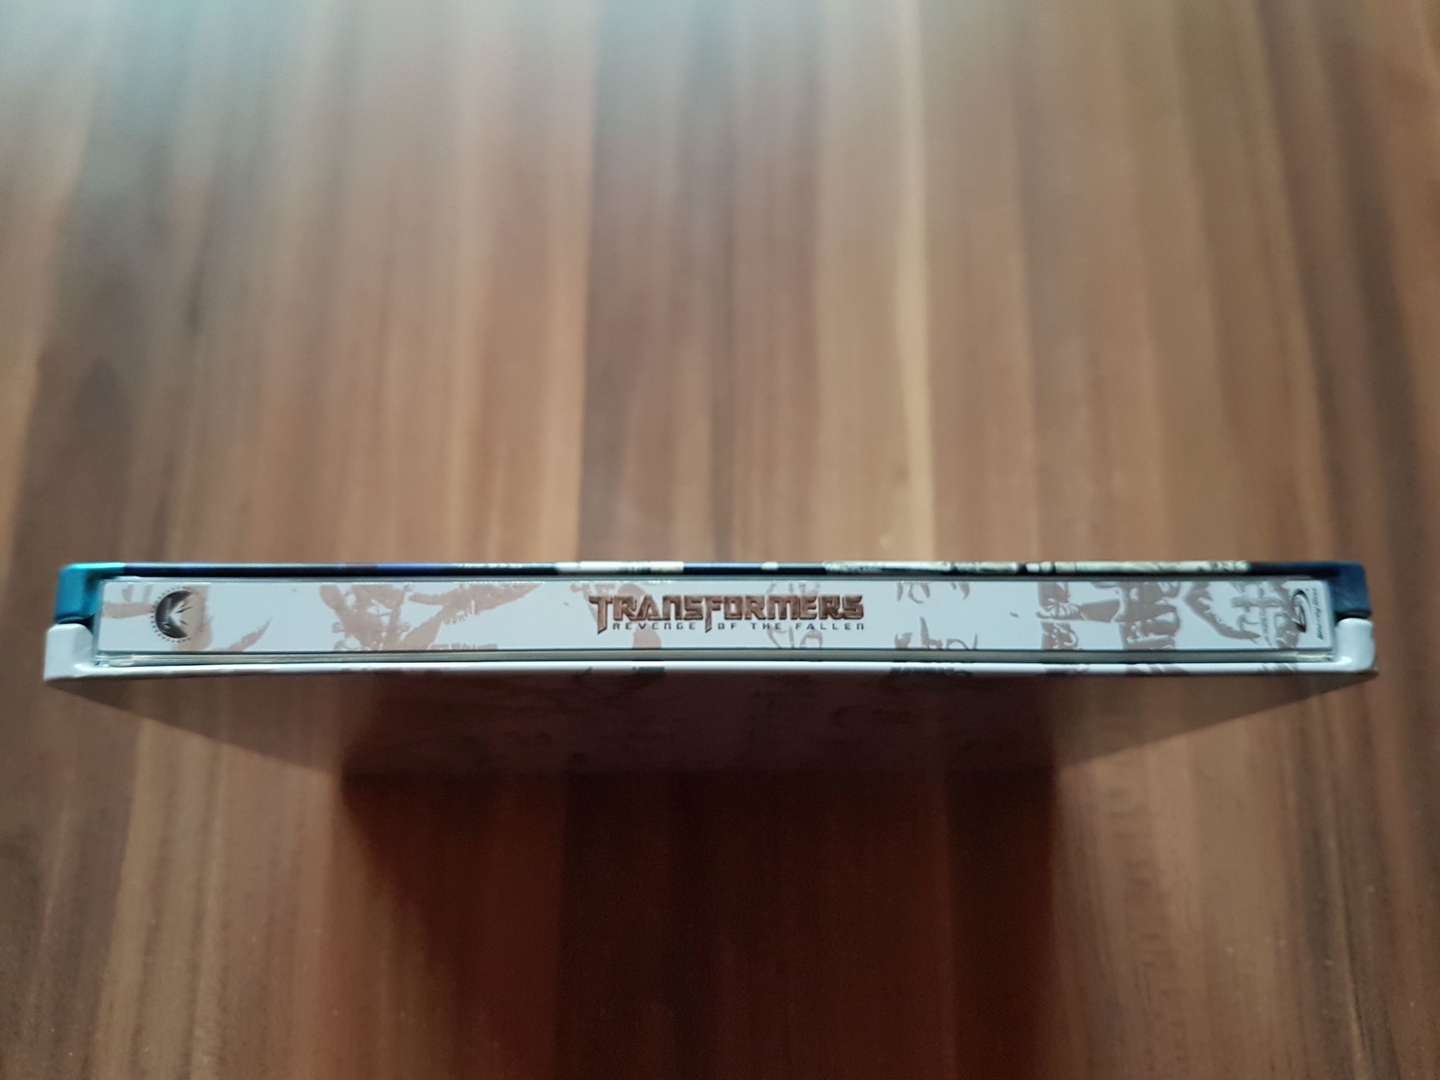 TRANSFORMERS
REVENGE OF THE FALLEN